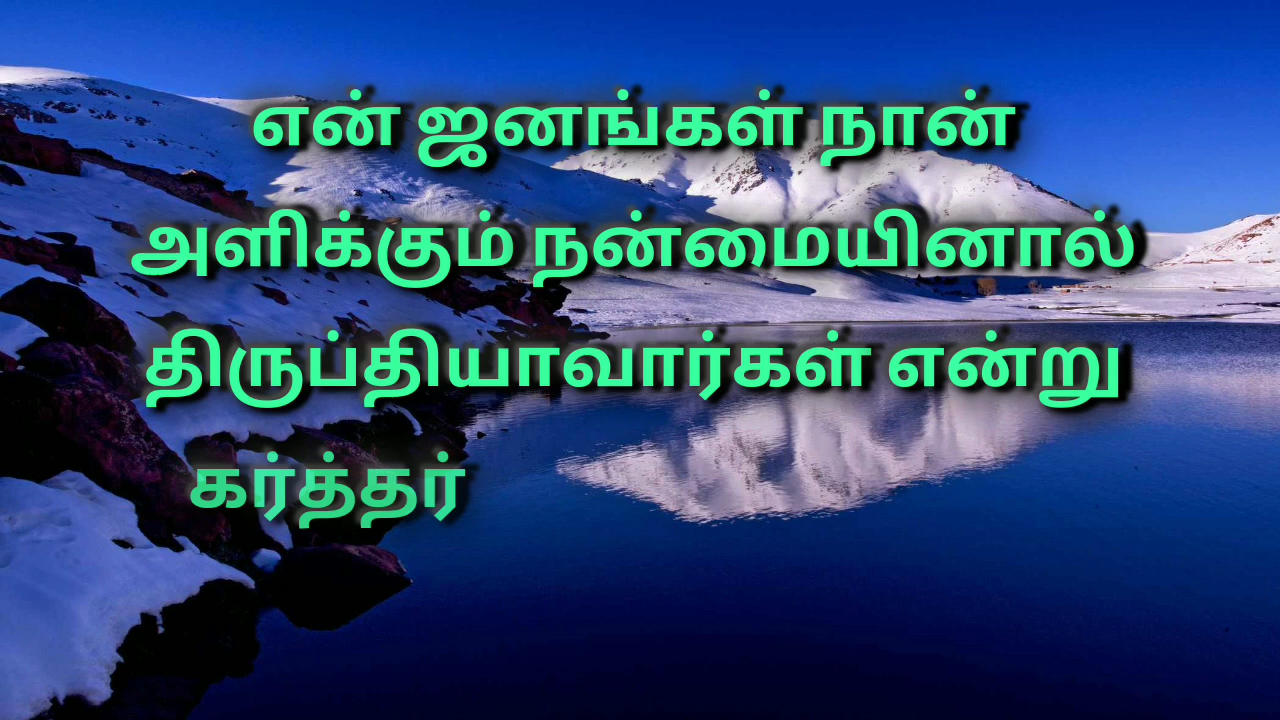 என் ஜனங்கள் நான்
அளிக்கும் நன்மையினால்
திருப்தியாவார்கள் என்று
கர்த்தர்